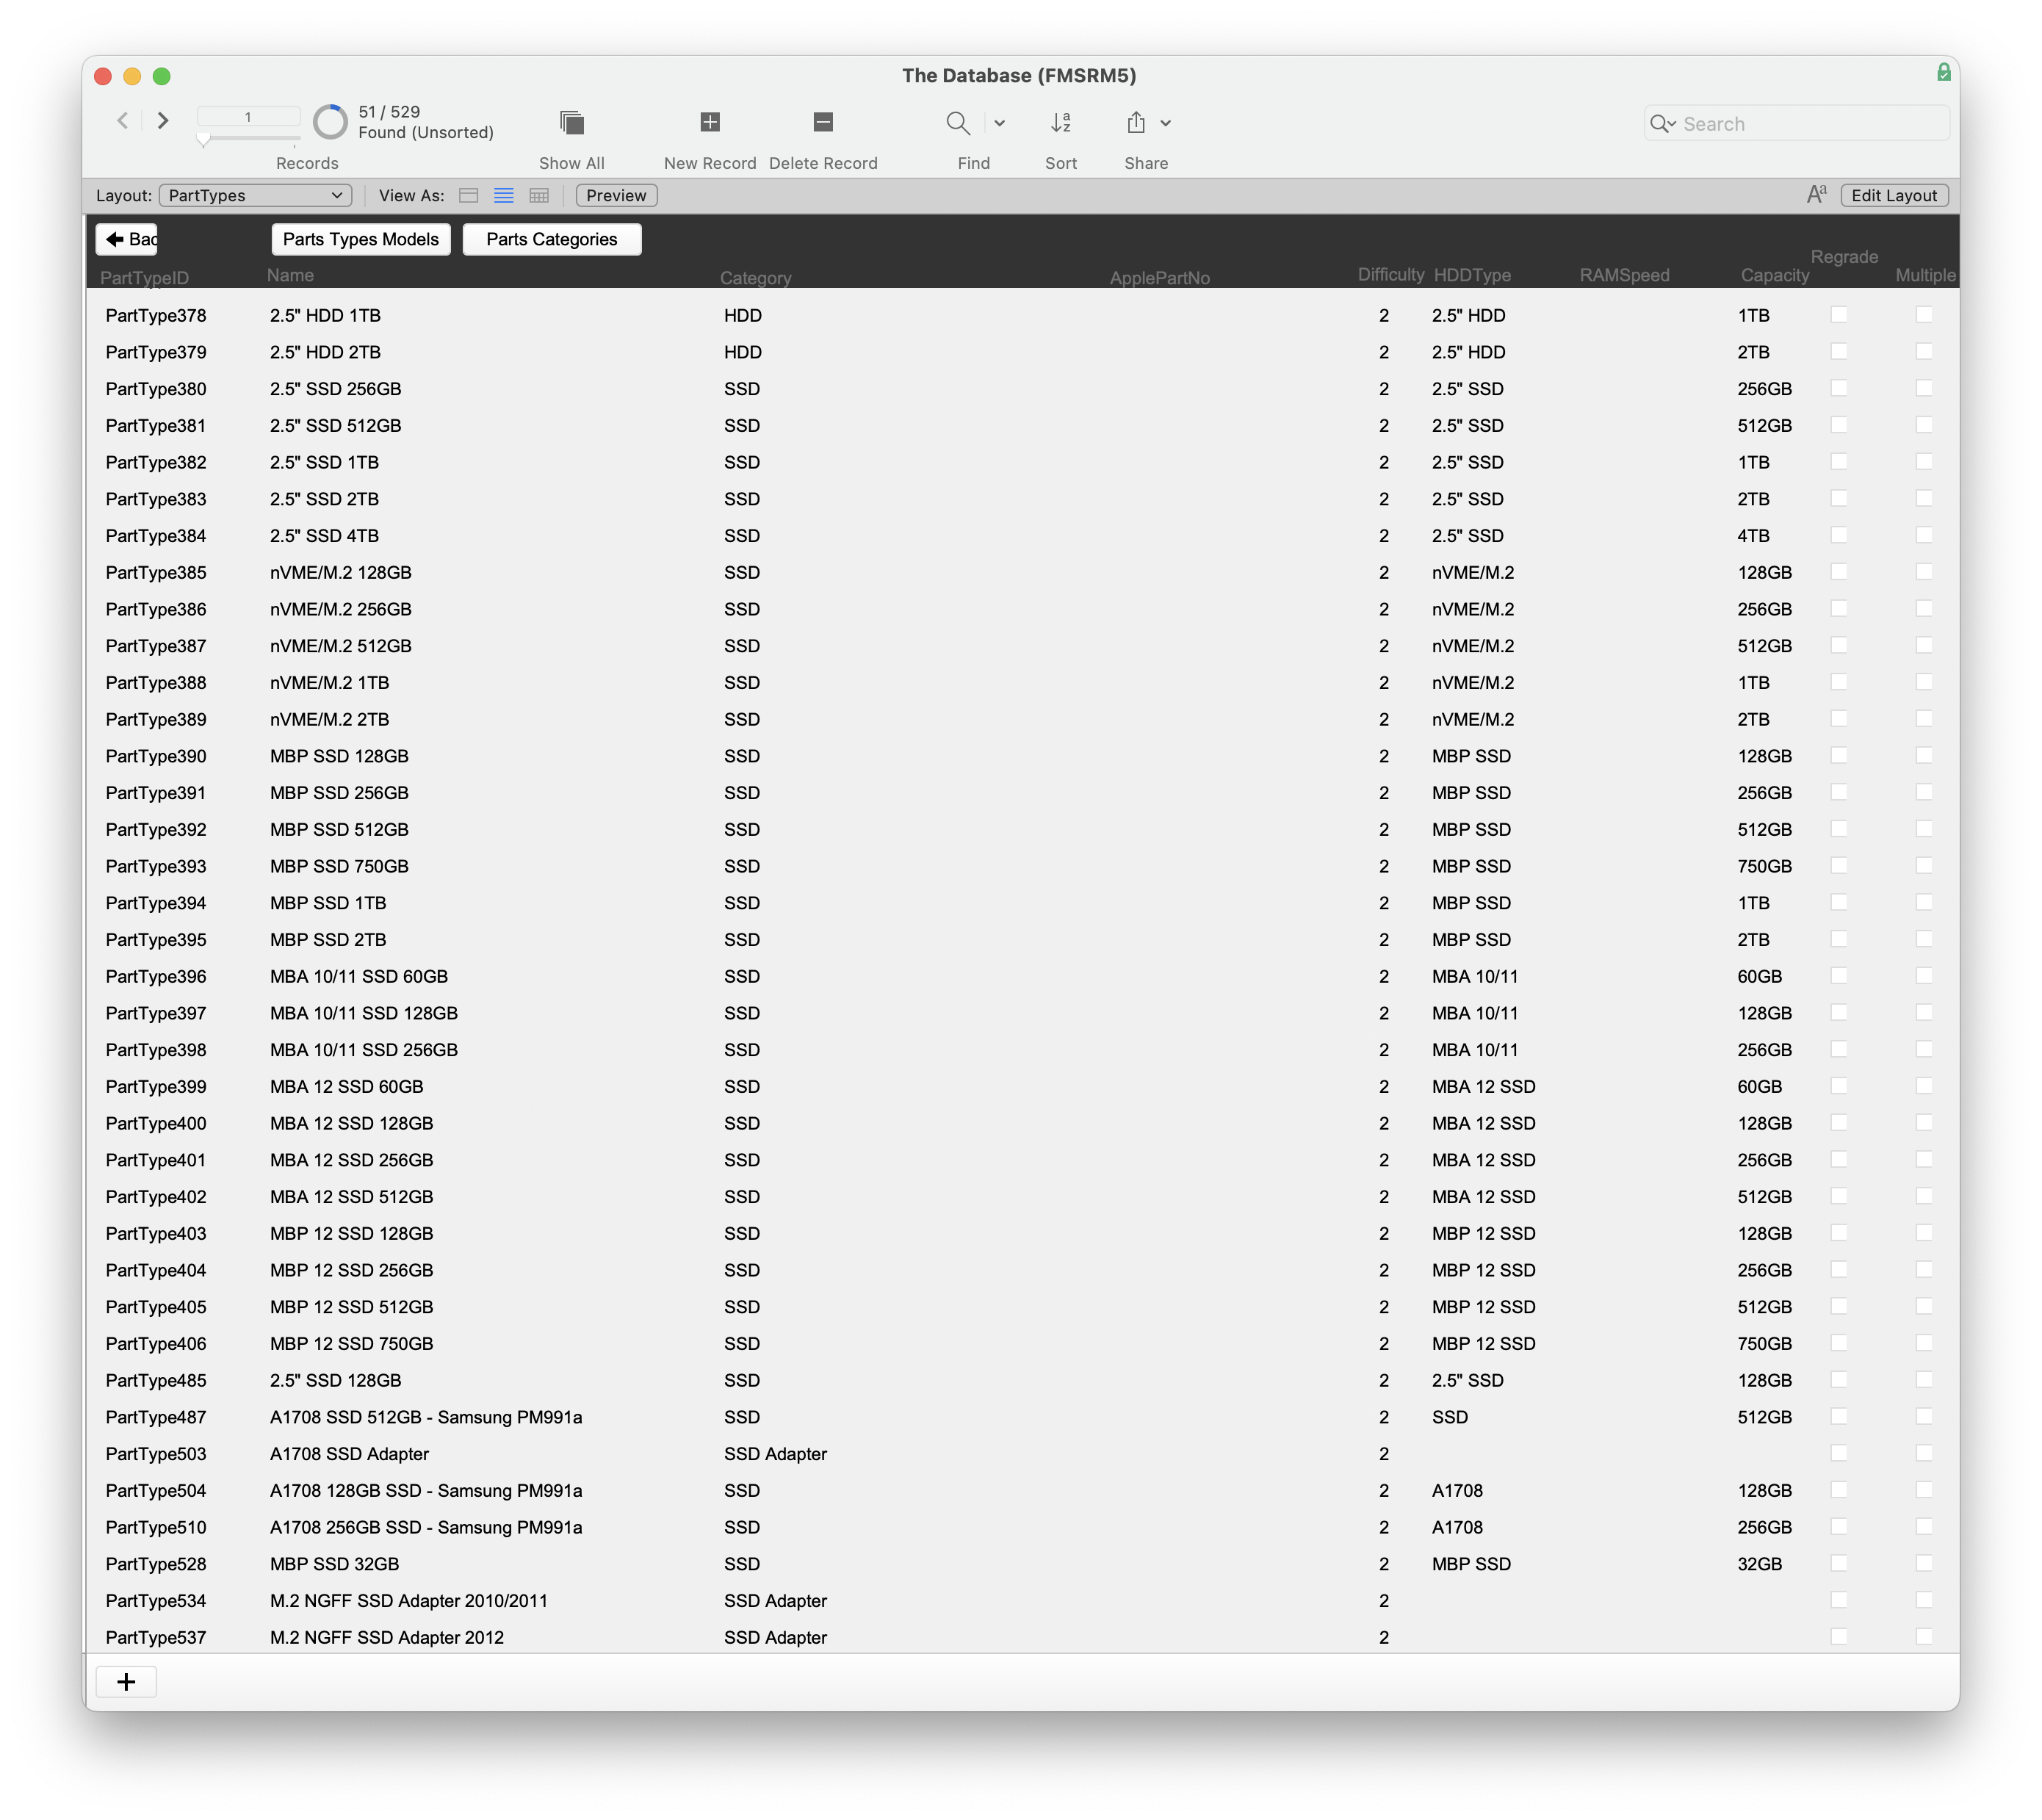 The Database (FMSRM5)
1
51 / 529
Found (Unsorted)
Records
Show All
New Record
Delete Record
Find
Sort
Share
Search
Layout: PartTypes View As: Preview Aa Edit Layout
Bac Parts Types Models Parts Categories
PartTypeID Name Category ApplePartNo Difficulty HDDType RAMSpeed Capacity Regrade Multiple
PartType378 2.5" HDD 1TB HDD 2 2.5" HDD 1TB
PartType379 2.5" HDD 2TB HDD 2 2.5" HDD 2TB
PartType380 2.5" SSD 256GB SSD 2 2.5" SSD 256GB
PartType381 2.5" SSD 512GB SSD 2 2.5" SSD 512GB
PartType382 2.5" SSD 1TB SSD 2 2.5" SSD 1TB
PartType383 2.5" SSD 2TB SSD 2 2.5" SSD 2TB
PartType384 2.5" SSD 4TB SSD 2 2.5" SSD 4TB
PartType385 nVME/M.2 128GB SSD 2 nVME/M.2 128GB
PartType386 nVME/M.2 256GB SSD 2 nVME/M.2 256GB
PartType387 nVME/M.2 512GB SSD 2 nVME/M.2 512GB
PartType388 nVME/M.2 1TB SSD 2 nVME/M.2 1TB
PartType389 nVME/M.2 2TB SSD 2 nVME/M.2 2TB
PartType390 MBP SSD 128GB SSD 2 MBP SSD 128GB
PartType391 MBP SSD 256GB SSD 2 MBP SSD 256GB
PartType392 MBP SSD 512GB SSD 2 MBP SSD 512GB
PartType393 MBP SSD 750GB SSD 2 MBP SSD 750GB
PartType394 MBP SSD 1TB SSD 2 MBP SSD 1TB
PartType395 MBP SSD 2TB SSD 2 MBP SSD 2TB
PartType396 MBA 10/11 SSD 60GB SSD 2 MBA 10/11 60GB
PartType397 MBA 10/11 SSD 128GB SSD 2 MBA 10/11 128GB
PartType398 MBA 10/11 SSD 256GB SSD 2 MBA 10/11 256GB
PartType399 MBA 12 SSD 60GB SSD 2 MBA 12 SSD 60GB
PartType400 MBA 12 SSD 128GB SSD 2 MBA 12 SSD 128GB
PartType401 MBA 12 SSD 256GB SSD 2 MBA 12 SSD 256GB
PartType402 MBA 12 SSD 512GB SSD 2 MBA 12 SSD 512GB
PartType403 MBP 12 SSD 128GB SSD 2 MBP 12 SSD 128GB
PartType404 MBP 12 SSD 256GB SSD 2 MBP 12 SSD 256GB
PartType405 MBP 12 SSD 512GB SSD 2 MBP 12 SSD 512GB
PartType406 MBP 12 SSD 750GB SSD 2 MBP 12 SSD 750GB
PartType485 2.5" SSD 128GB SSD 2 2.5" SSD 128GB
PartType487 A1708 SSD 512GB - Samsung PM991a SSD 2 SSD 512GB
PartType503 A1708 SSD Adapter SSD Adapter 2
PartType504 A1708 128GB SSD - Samsung PM991a SSD 2 A1708 128GB
PartType510 A1708 256GB SSD - Samsung PM991a SSD 2 A1708 256GB
PartType528 MBP SSD 32GB SSD 2 MBP SSD 32GB
PartType534 M.2 NGFF SSD Adapter 2010/2011 SSD Adapter 2
PartType537 M.2 NGFF SSD Adapter 2012 SSD Adapter 2